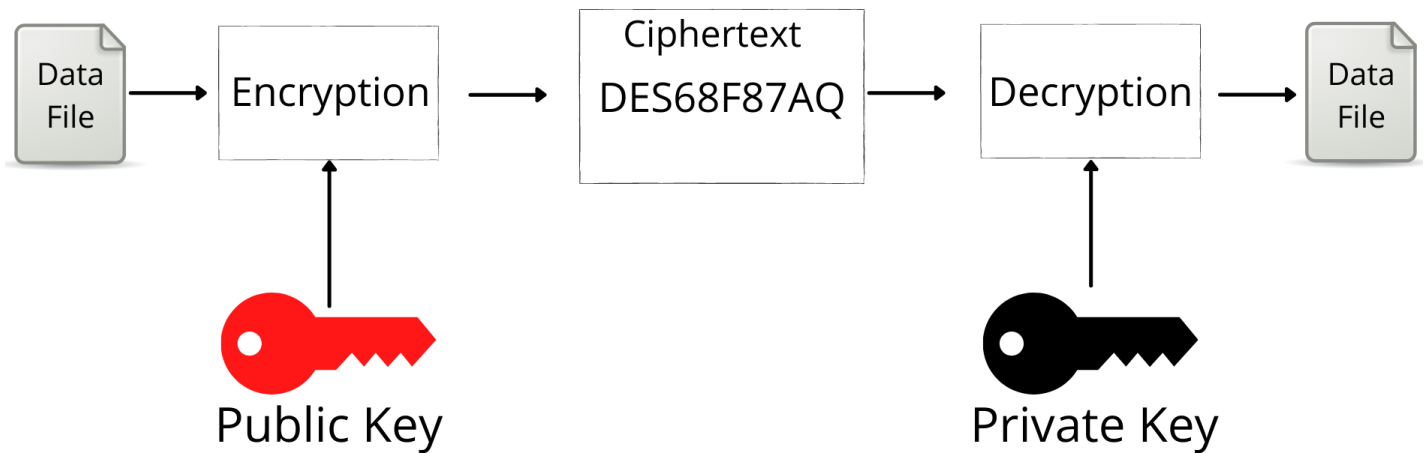 Data
File
Encryption
Ciphertext
DES68F87AQ
Decryption
Data
File
Public Key
Private Key